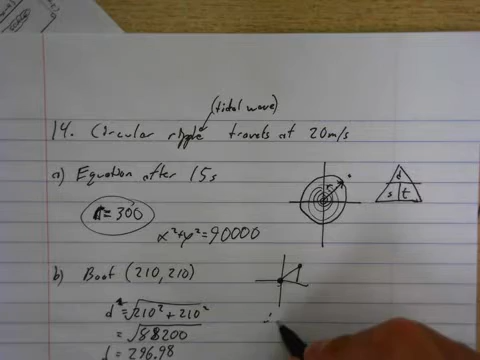 (tidal wave)
14. Circular ripple travels at 20m/s
a) Equation after 15s
r
d
s t
r = 300
x²+y² = 90000
b) Boat (210, 210)
d = √210² + 210²
= √88200
d = 296.98
∴